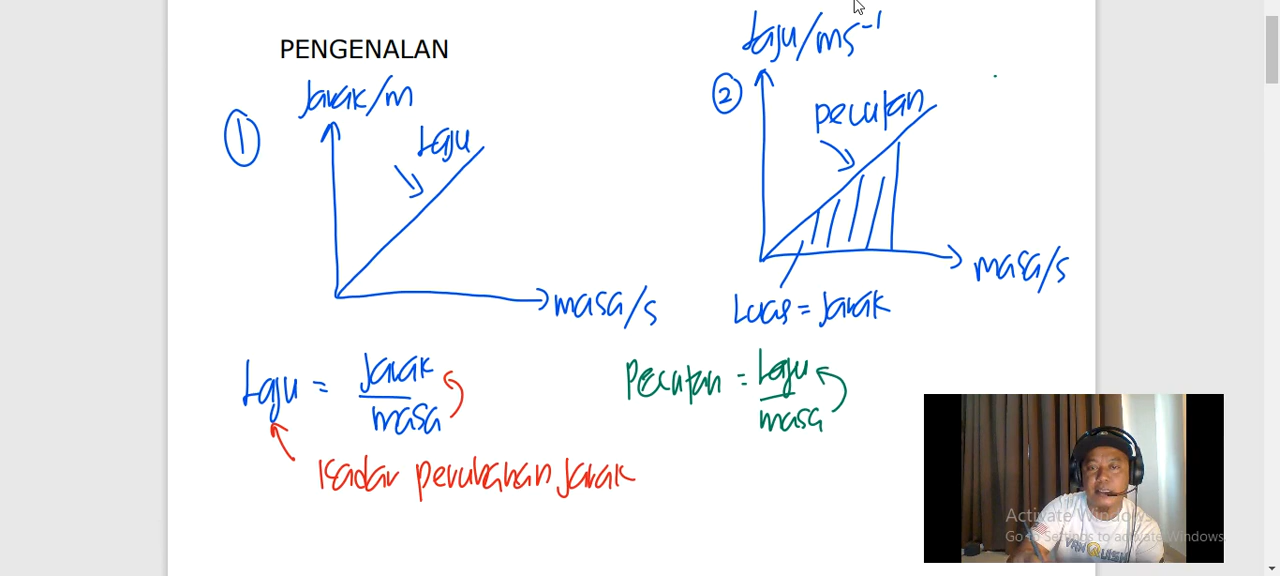 PENGENALAN
①
Jarak/m
Laju
masa/s
Laju = Jarak
masa
Kadar perubahan Jarak
②
Laju/ms⁻¹
pecutan
masa/s
Luas = Jarak
Pecutan = Laju
masa
Activate Windows
Go to Settings to activate Windows
VANQUISH